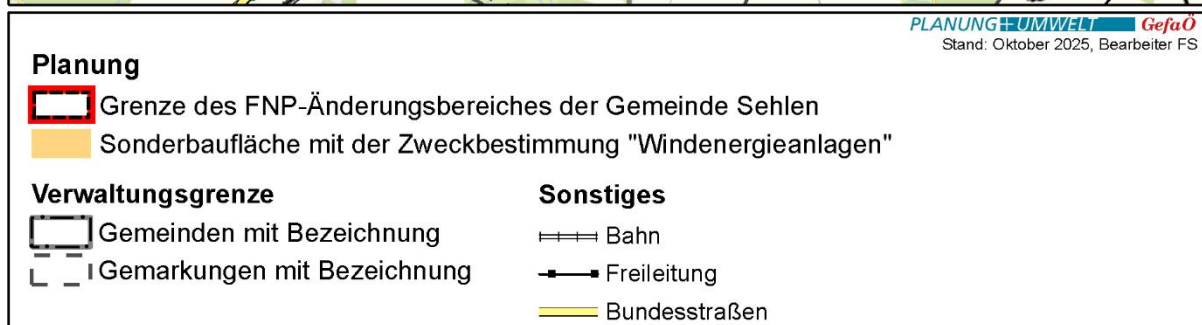 PLANUNG+UMWELT GefaÖ
Stand: Oktober 2025, Bearbeiter FS
Planung
Grenze des FNP-Änderungsbereiches der Gemeinde Sehlen
Sonderbaufläche mit der Zweckbestimmung "Windenergieanlagen"
Verwaltungsgrenze
Gemeinden mit Bezeichnung
Gemarkungen mit Bezeichnung
Sonstiges
Bahn
Freileitung
Bundesstraßen